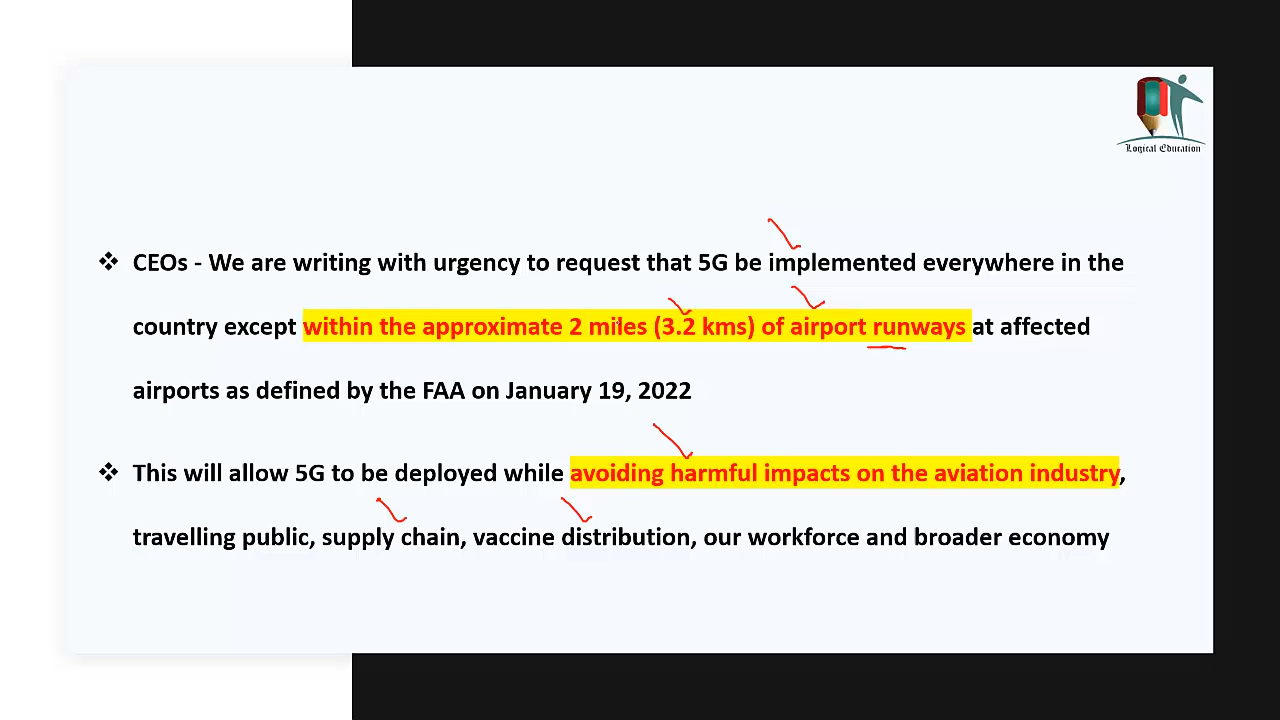 Logical Education
❖ CEOs - We are writing with urgency to request that 5G be implemented everywhere in the
country except within the approximate 2 miles (3.2 kms) of airport runways at affected
airports as defined by the FAA on January 19, 2022
❖ This will allow 5G to be deployed while avoiding harmful impacts on the aviation industry,
travelling public, supply chain, vaccine distribution, our workforce and broader economy